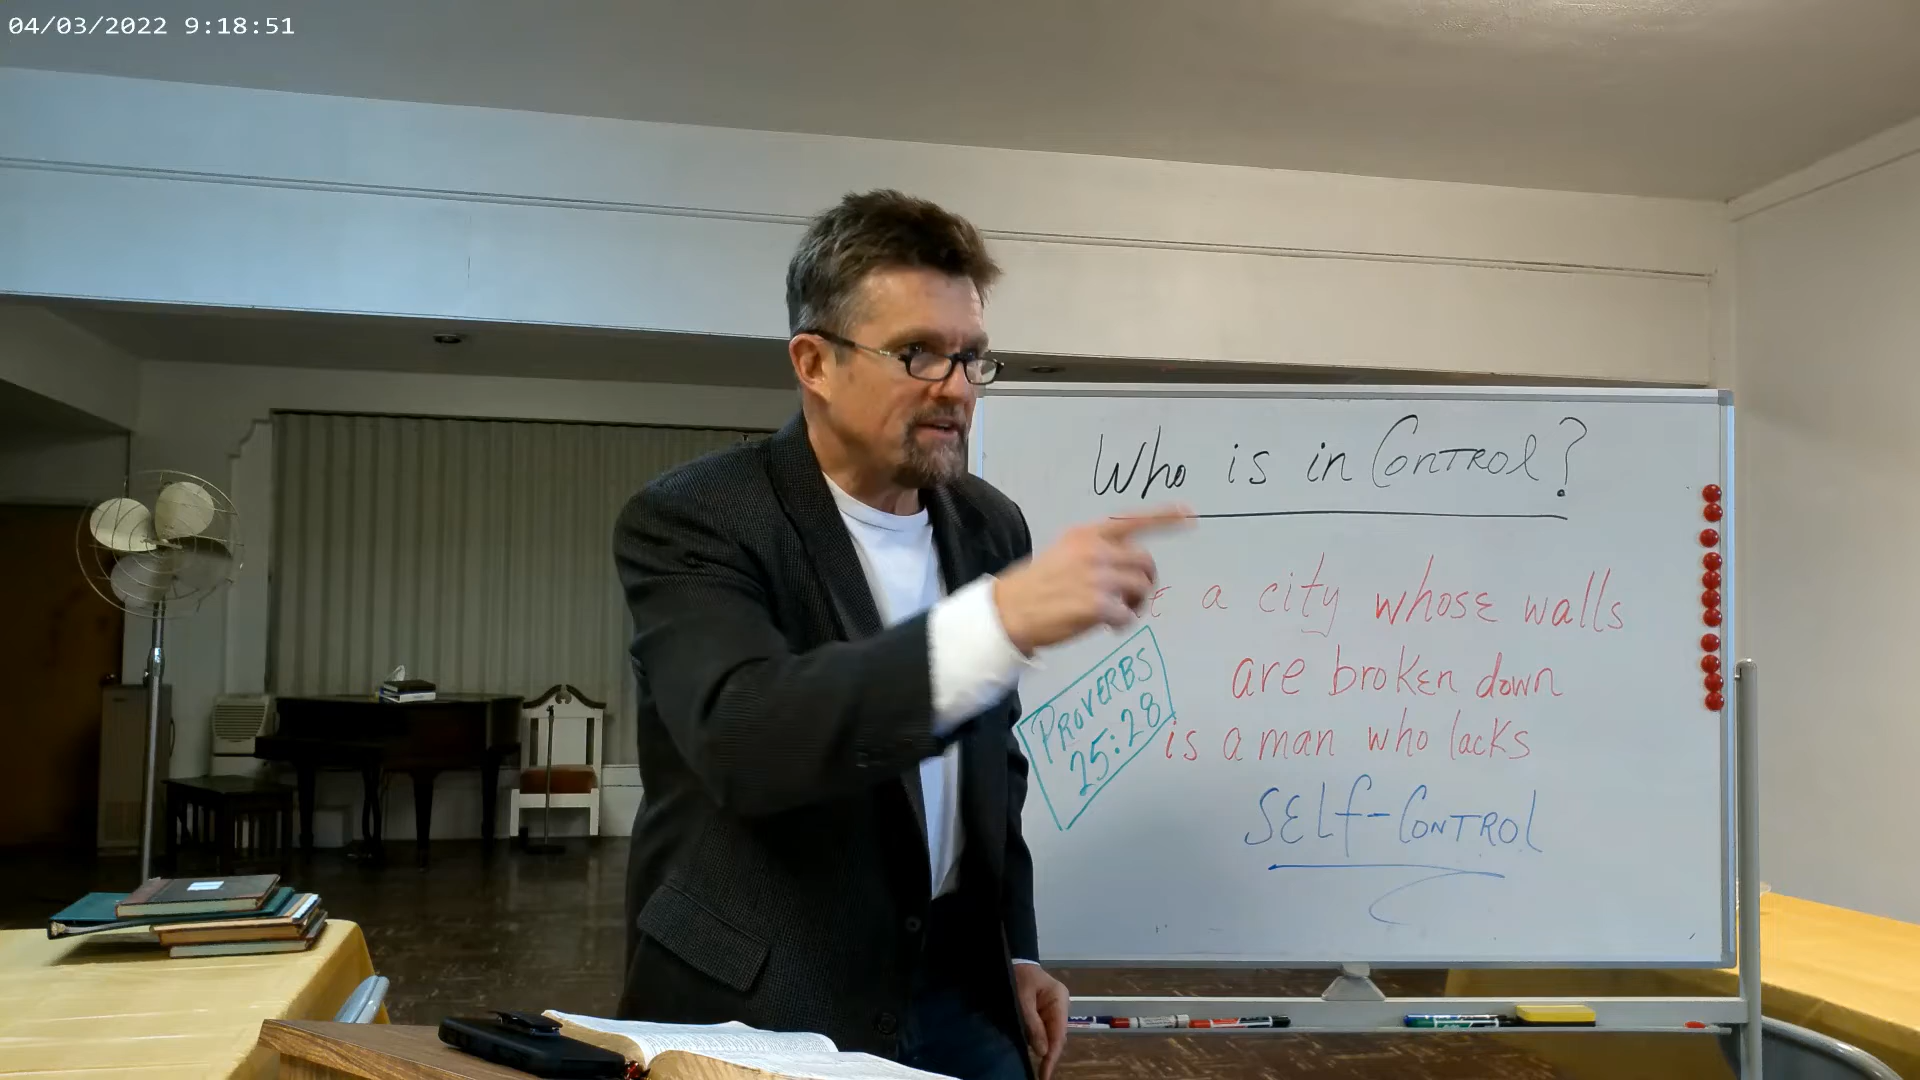 04/03/2022 9:18:51
Who is in Control?
a city whose walls
are broken down
is a man who lacks
Self-Control
PROVERBS
25:28